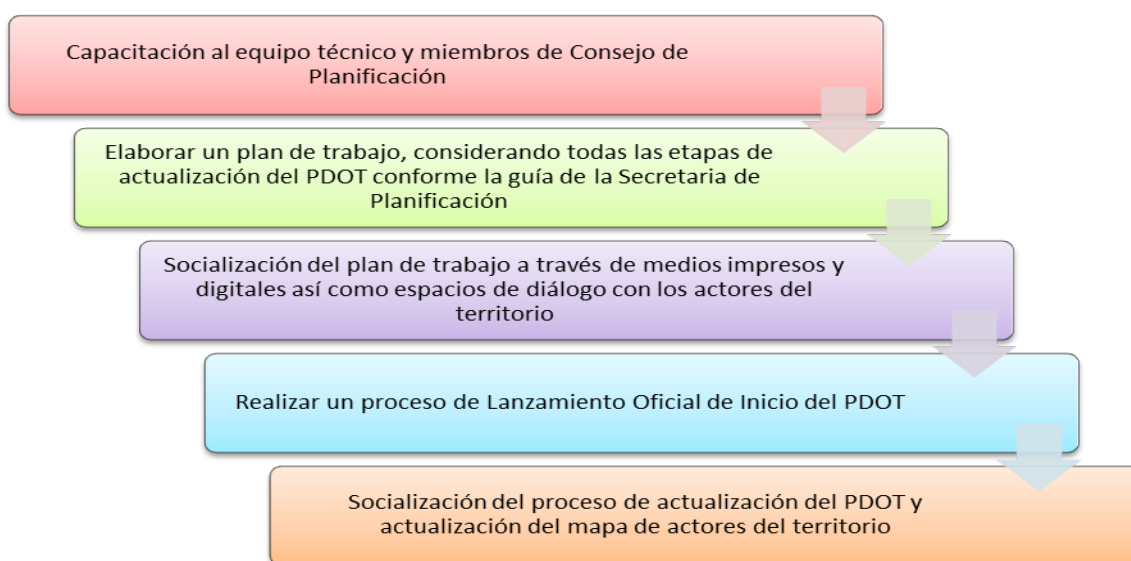 Capacitación al equipo técnico y miembros de Consejo de
Planificación
Elaborar un plan de trabajo, considerando todas las etapas de
actualización del PDOT conforme la guía de la Secretaria de
Planificación
Socialización del plan de trabajo a través de medios impresos y
digitales así como espacios de diálogo con los actores del
territorio
Realizar un proceso de Lanzamiento Oficial de Inicio del PDOT
Socialización del proceso de actualización del PDOT y
actualización del mapa de actores del territorio